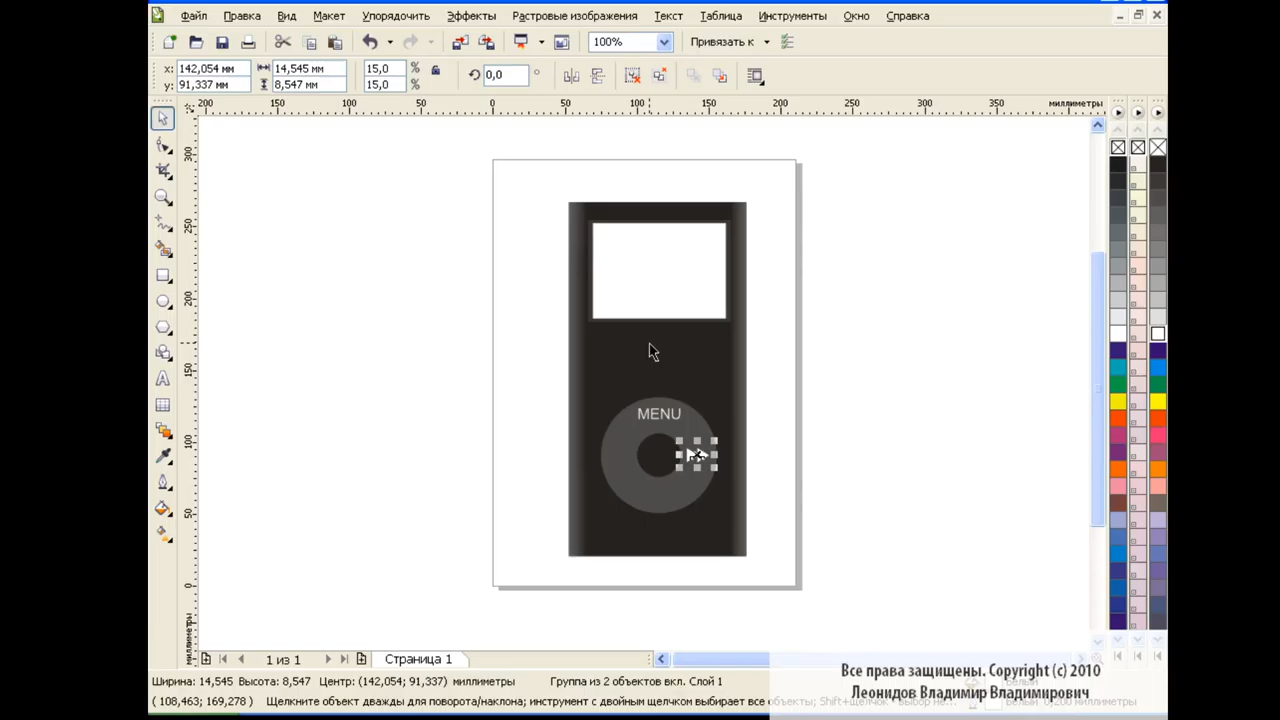 Файл Правка Вид Макет Упорядочить Эффекты Растровые изображения Текст Таблица Инструменты Окно Справка
100% Привязать к
x: 142,054 мм 14,545 мм 15,0 % 0,0 °
y: 91,337 мм 8,547 мм 15,0 %
200 150 100 50 0 50 100 150 200 250 300 350 миллиметры
300
250
200
150
100
50
0
миллиметры
MENU
1 из 1 Страница 1
Ширина: 14,545 Высота: 8,547 Центр: (142,054; 91,337) миллиметры Группа из 2 объектов вкл. Слой 1
( 108,463; 169,278 ) Щелкните объект дважды для поворота/наклона; инструмент с двойным щелчком выбирает все объекты; Shift+щелчок - выбор не...
Все права защищены. Copyright (c) 2010
Леонидов Владимир Владимирович